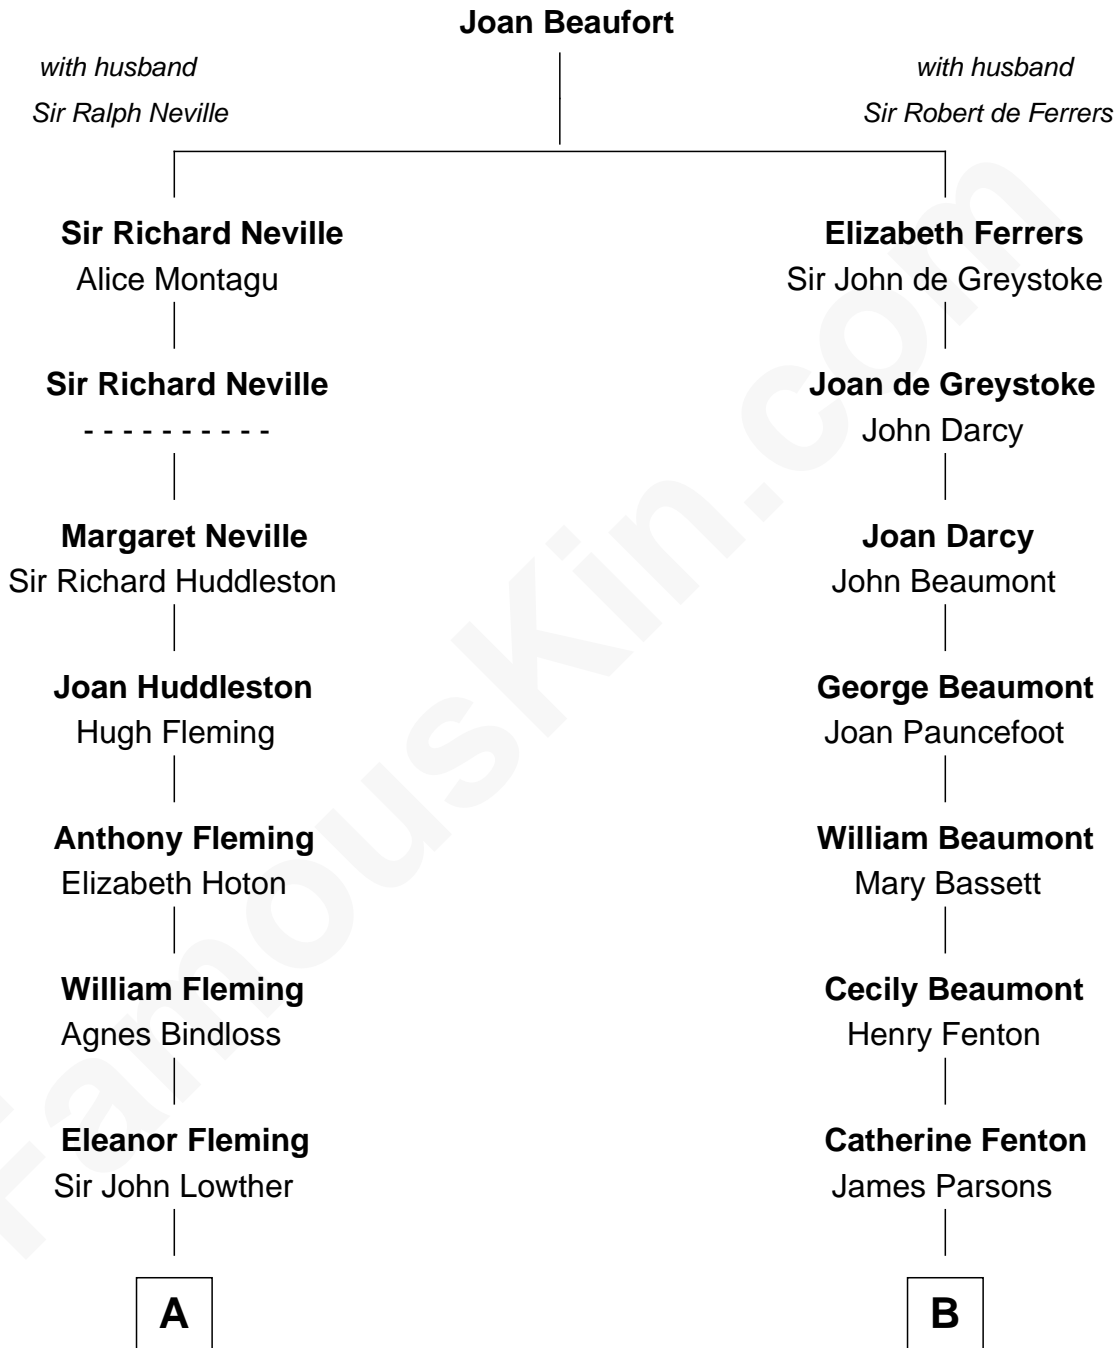 Joan Beaufort
with husband
Sir Ralph Neville
with husband
Sir Robert de Ferrers
Sir Richard Neville
Alice Montagu
Elizabeth Ferrers
Sir John de Greystoke
Sir Richard Neville
- - - - - - - - - -
Joan de Greystoke
John Darcy
Margaret Neville
Sir Richard Huddleston
Joan Darcy
John Beaumont
Joan Huddleston
Hugh Fleming
George Beaumont
Joan Pauncefoot
Anthony Fleming
Elizabeth Hoton
William Beaumont
Mary Bassett
William Fleming
Agnes Bindloss
Cecily Beaumont
Henry Fenton
Eleanor Fleming
Sir John Lowther
Catherine Fenton
James Parsons
A
B
FamousKin.com